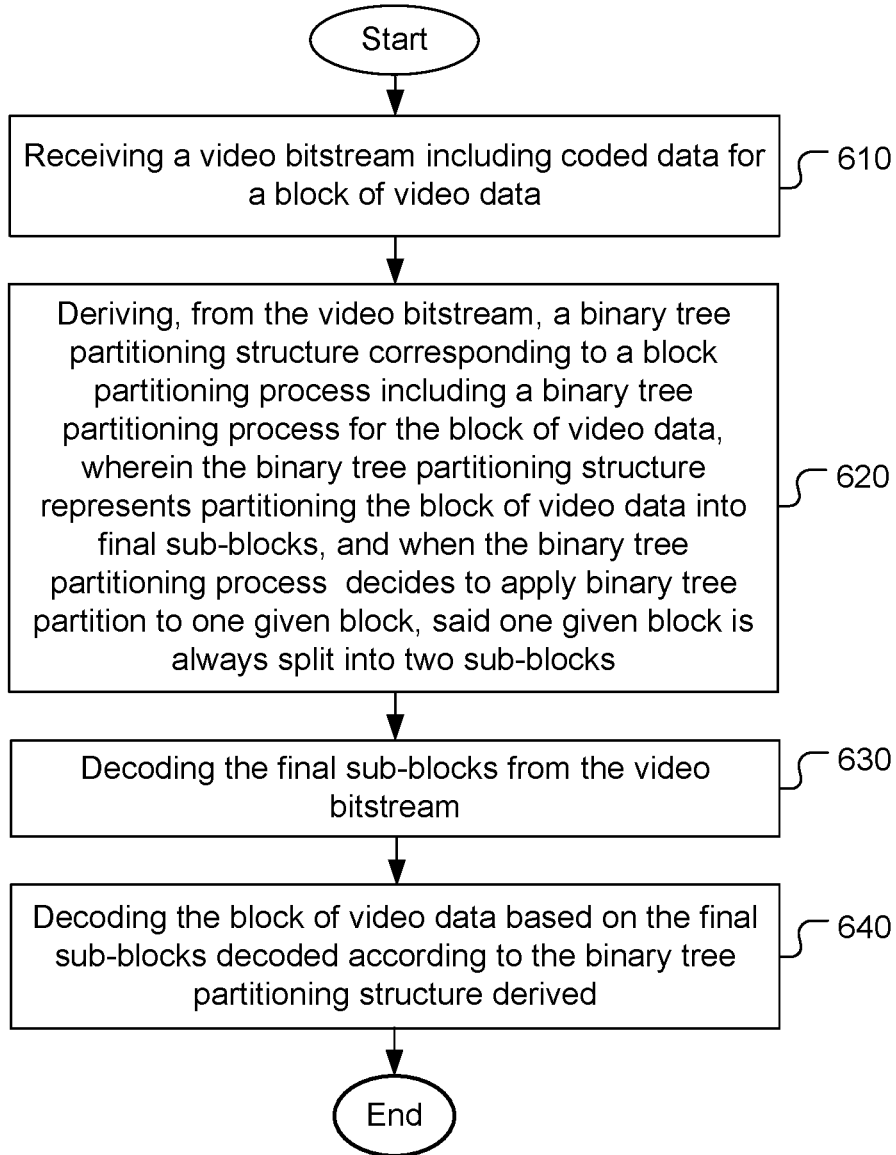 Start
Receiving a video bitstream including coded data for
a block of video data
610
Deriving, from the video bitstream, a binary tree
partitioning structure corresponding to a block
partitioning process including a binary tree
partitioning process for the block of video data,
wherein the binary tree partitioning structure
represents partitioning the block of video data into
final sub-blocks, and when the binary tree
partitioning process decides to apply binary tree
partition to one given block, said one given block is
always split into two sub-blocks
620
Decoding the final sub-blocks from the video
bitstream
630
Decoding the block of video data based on the final
sub-blocks decoded according to the binary tree
partitioning structure derived
640
End